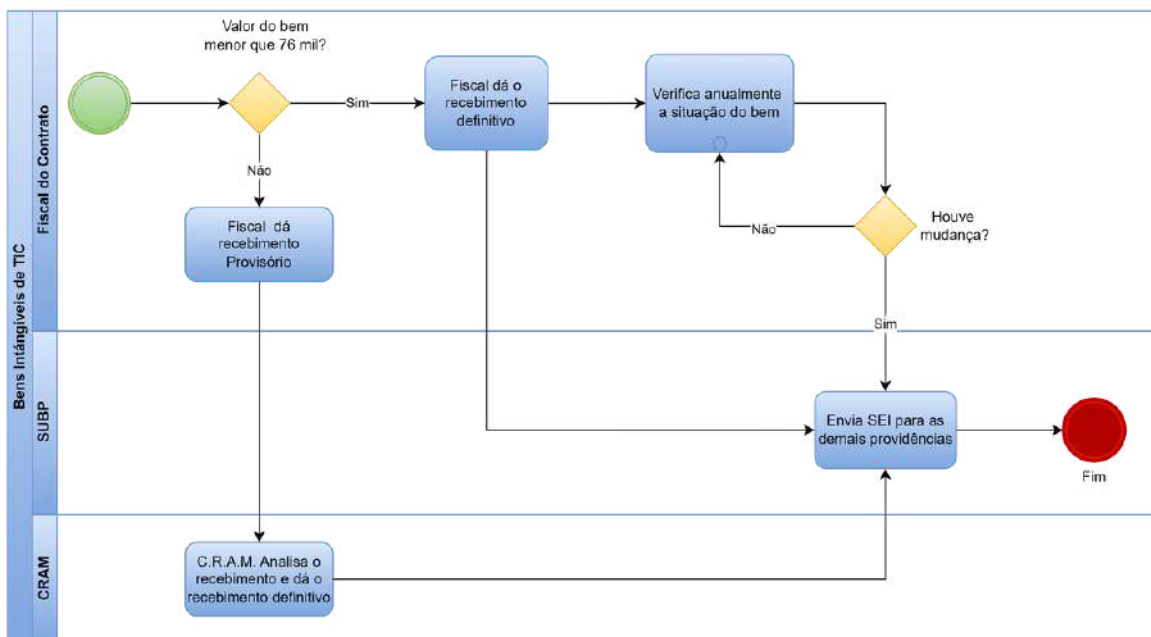 Bens Intângíveis de TIC
Fiscal do Contrato
Valor do bem
menor que 76 mil?
Sim
Fiscal dá o
recebimento
definitivo
Verifica anualmente
a situação do bem
Não
Fiscal dá
recebimento
Provisório
Não
Houve
mudança?
Sim
SUBP
Envia SEI para as
demais providências
Fim
CRAM
C.R.A.M. Analisa o
recebimento e dá o
recebimento definitivo